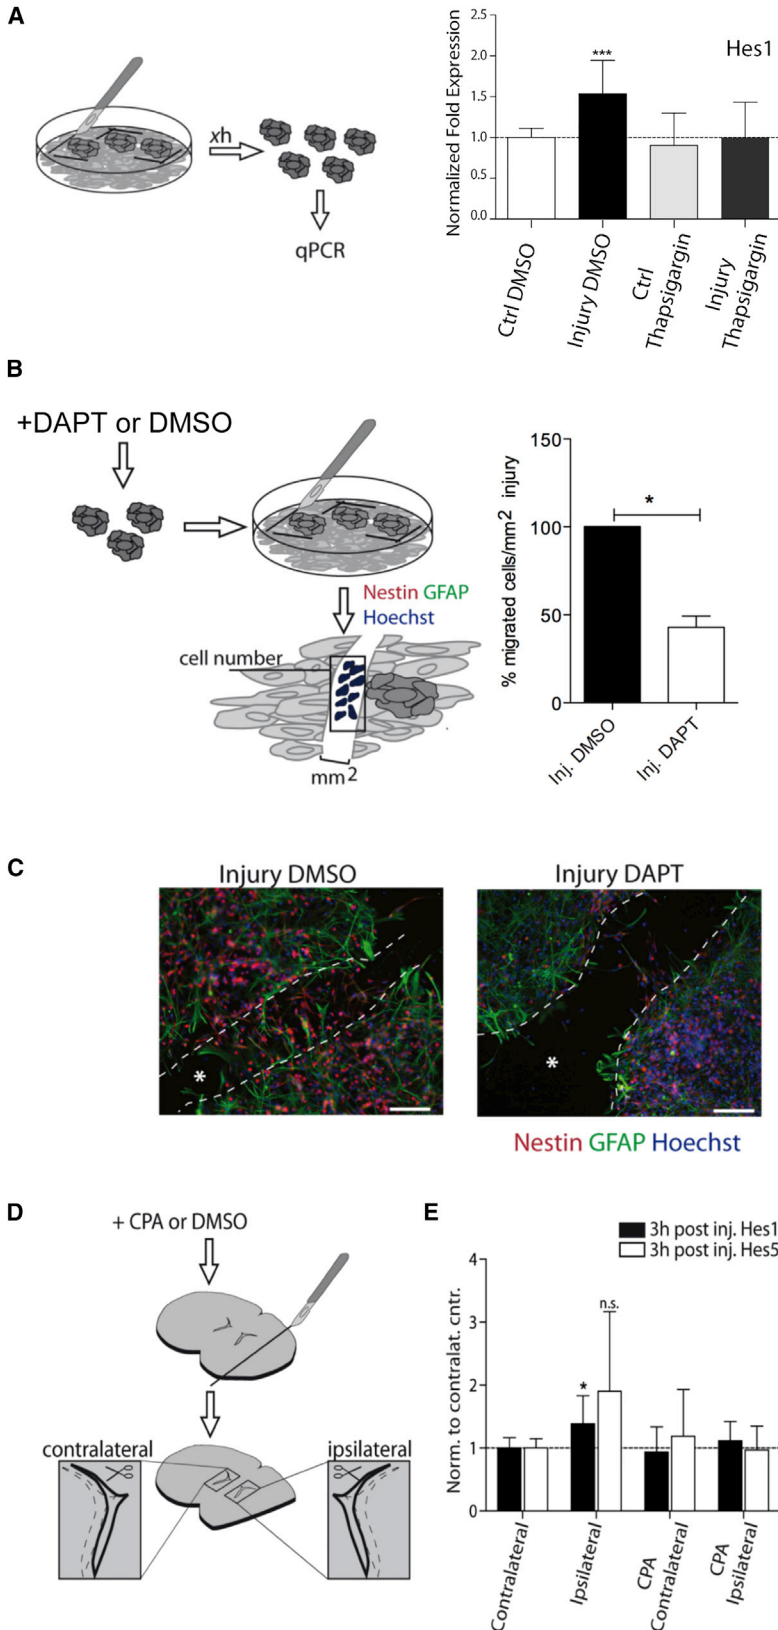 A
xh
qPCR
Normalized Fold Expression
2.5
2.0
1.5
1.0
0.5
0.0
Hes1
***
Ctrl DMSO
Injury DMSO
Ctrl
Thapsigargin
Injury
Thapsigargin
B
+DAPT or DMSO
Nestin GFAP
Hoechst
cell number
mm2
% migrated cells/mm2 injury
150
100
50
0
*
Inj. DMSO
Inj. DAPT
C
Injury DMSO
Injury DAPT
*
*
Nestin GFAP Hoechst
D
+ CPA or DMSO
contralateral
ipsilateral
E
3h post inj. Hes1
3h post inj. Hes5
Norm. to contralat. cntr.
4
3
2
1
0
*
n.s.
Contralateral
Ipsilateral
CPA
Contralateral
CPA
Ipsilateral